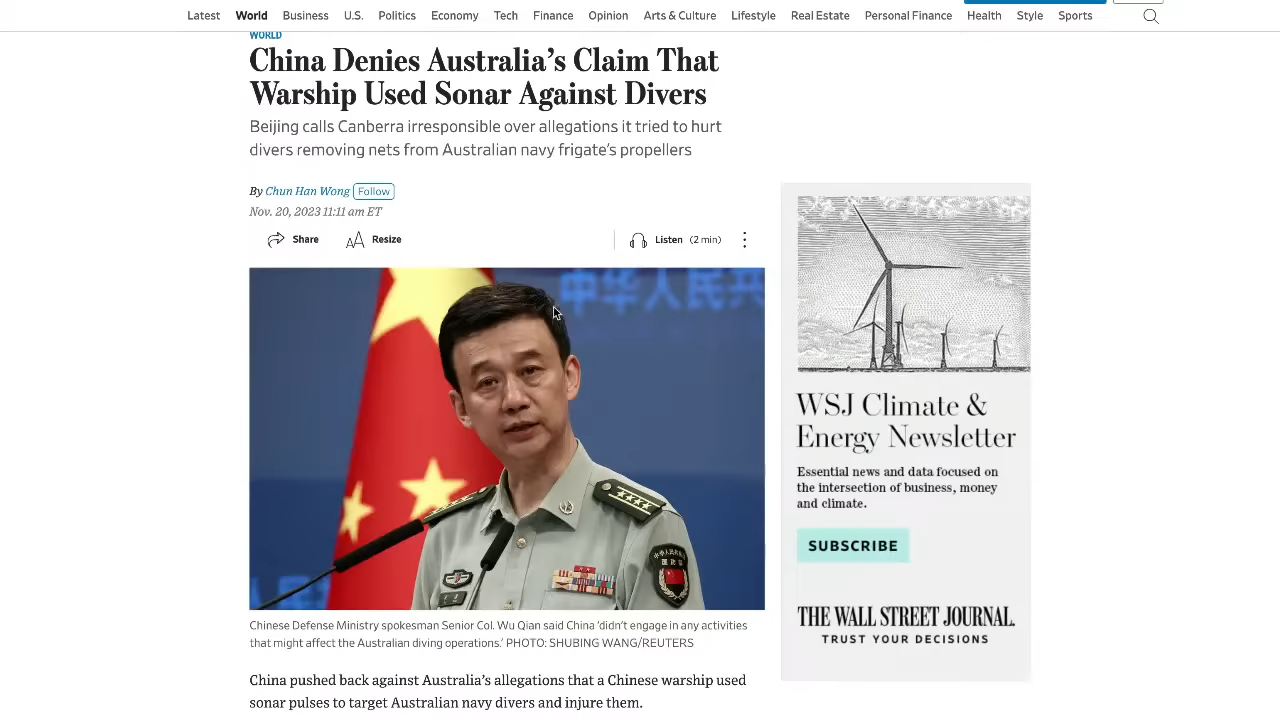 Latest World Business U.S. Politics Economy Tech Finance Opinion Arts & Culture Lifestyle Real Estate Personal Finance Health Style Sports
WORLD
China Denies Australia’s Claim That
Warship Used Sonar Against Divers
Beijing calls Canberra irresponsible over allegations it tried to hurt
divers removing nets from Australian navy frigate’s propellers
By Chun Han Wong Follow
Nov. 20, 2023 11:11 am ET
Share AA Resize
Listen (2 min)
中华人民共
Chinese Defense Ministry spokesman Senior Col. Wu Qian said China ‘didn’t engage in any activities
that might affect the Australian diving operations.’ PHOTO: SHUBING WANG/REUTERS
China pushed back against Australia’s allegations that a Chinese warship used
sonar pulses to target Australian navy divers and injure them.
WSJ Climate &
Energy Newsletter
Essential news and data focused on
the intersection of business, money
and climate.
SUBSCRIBE
THE WALL STREET JOURNAL.
TRUST YOUR DECISIONS